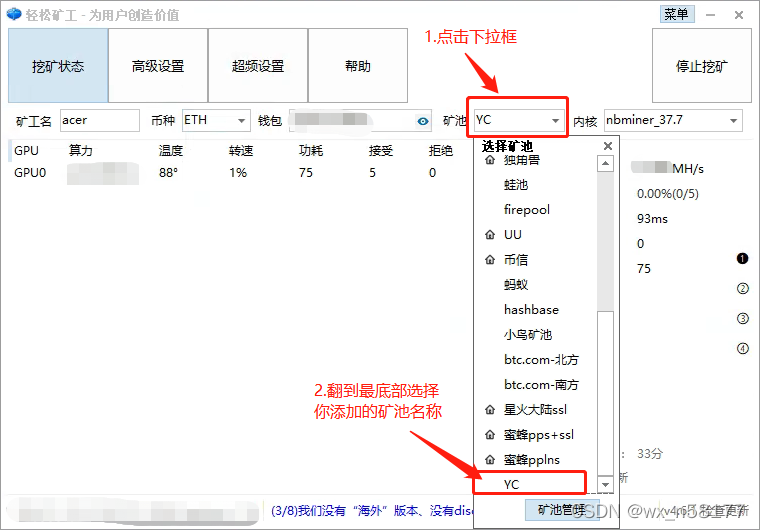 轻松矿工 - 为用户创造价值
菜单
1.点击下拉框
挖矿状态
高级设置
超频设置
帮助
停止挖矿
矿工名 acer 币种 ETH 钱包 矿池 YC 内核 nbminer_37.7
GPU 算力 温度 转速 功耗 接受 拒绝
GPU0 88° 1% 75 5 0
选择矿池
独角兽
蛙池
firepool
UU
币信
蚂蚁
hashbase
小鸟矿池
btc.com-北方
btc.com-南方
星火大陆ssl
蜜蜂pps+ssl
蜜蜂pplns
YC
矿池管理
MH/s
0.00%(0/5)
93ms
0
75
❶
②
③
④
2.翻到最底部选择
你添加的矿池名称
: 33分
新
(3/8)我们没有“海外”版本、没有disc
CSDN @wx_n58177